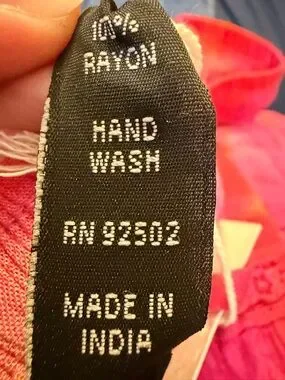 100%
RAYON
HAND
WASH
RN 92502
MADE IN
INDIA